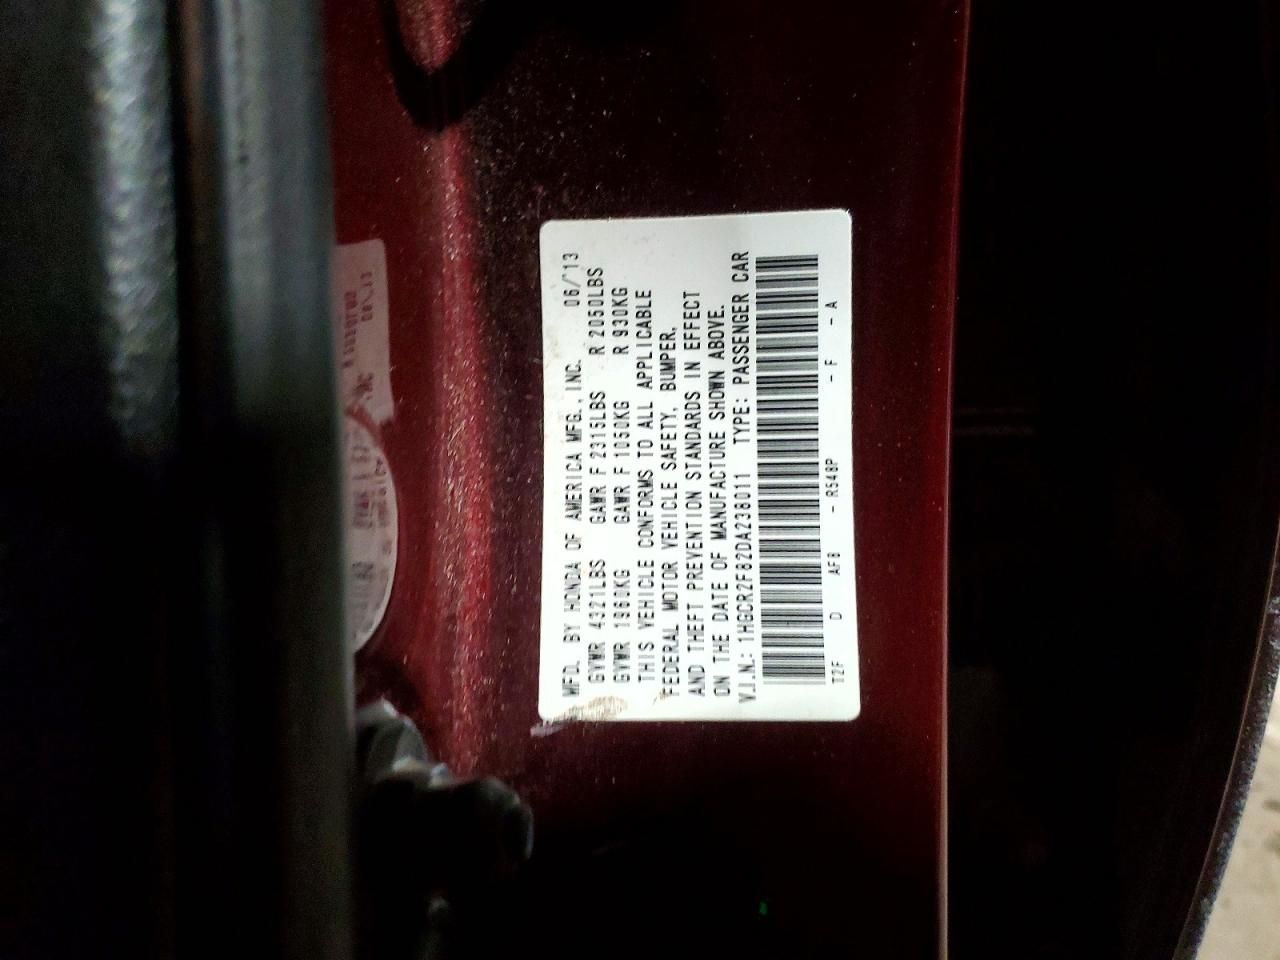 MFD. BY HONDA OF AMERICA MFG., INC. 06/'13
GVWR 4321LBS GAWR F 2315LBS R 2050LBS
GVWR 1960KG GAWR F 1050KG R 930KG
THIS VEHICLE CONFORMS TO ALL APPLICABLE
FEDERAL MOTOR VEHICLE SAFETY, BUMPER,
AND THEFT PREVENTION STANDARDS IN EFFECT
ON THE DATE OF MANUFACTURE SHOWN ABOVE.
V.I.N.: 1HGCR2F82DA238011 TYPE: PASSENGER CAR
TZF D AF8 -R548P -F -A